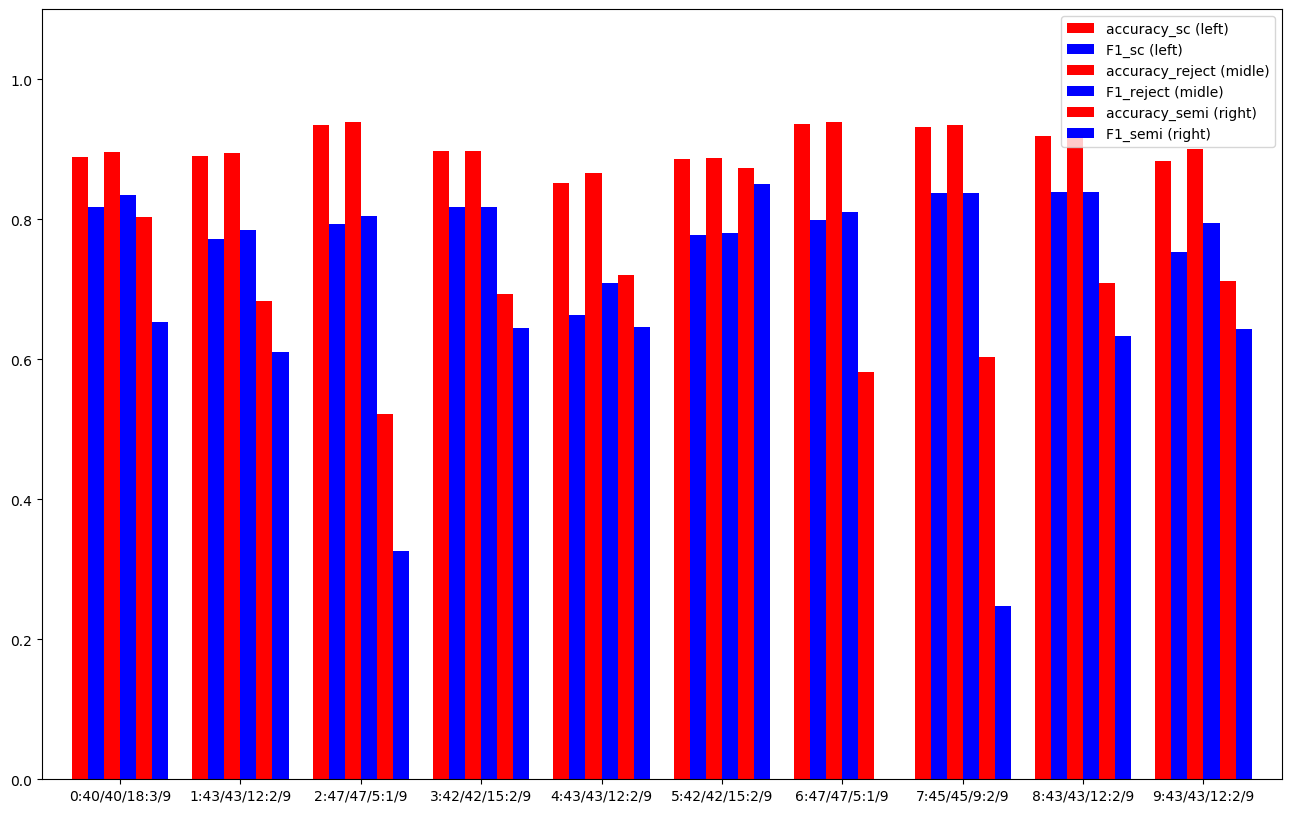 accuracy_sc (left)
F1_sc (left)
accuracy_reject (midle)
F1_reject (midle)
accuracy_semi (right)
F1_semi (right)
1.0
0.8
0.6
0.4
0.2
0.0
0:40/40/18:3/9 1:43/43/12:2/9 2:47/47/5:1/9 3:42/42/15:2/9 4:43/43/12:2/9 5:42/42/15:2/9 6:47/47/5:1/9 7:45/45/9:2/9 8:43/43/12:2/9 9:43/43/12:2/9